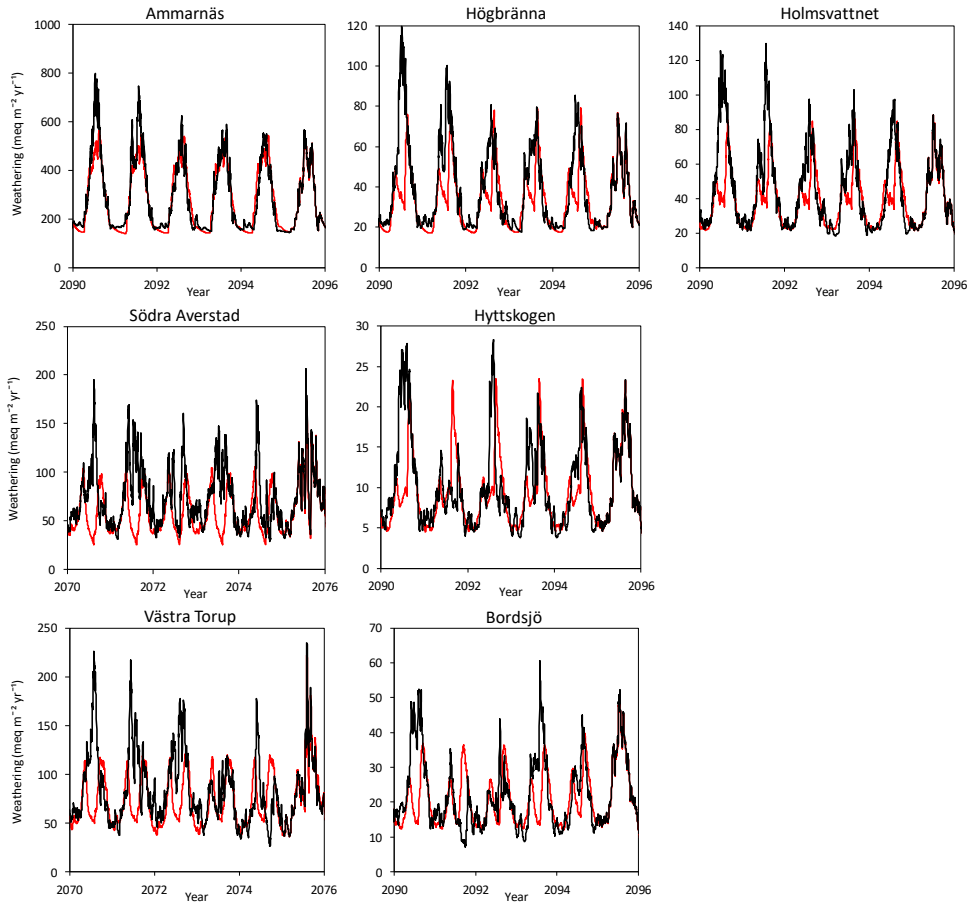 Ammarnäs
Högbränna
Holmsvattnet
Weathering (meq m⁻² yr⁻¹)
1000
800
600
400
200
0
2090 2092 2094 2096
Year
120
100
80
60
40
20
0
2090 2092 2094 2096
Year
140
120
100
80
60
40
20
0
2090 2092 2094 2096
Year
Södra Averstad
Hyttskogen
Weathering (meq m⁻² yr⁻¹)
250
200
150
100
50
0
2070 2072 2074 2076
Year
30
25
20
15
10
5
0
2090 2092 2094 2096
Year
Västra Torup
Bordsjö
Weathering (meq m⁻² yr⁻¹)
250
200
150
100
50
0
2070 2072 2074 2076
Year
70
60
50
40
30
20
10
0
2090 2092 2094 2096
Year